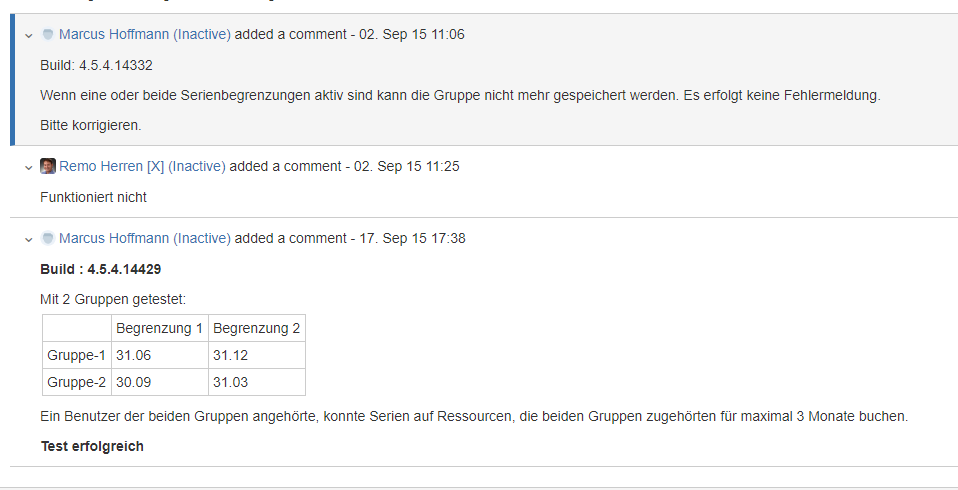 Marcus Hoffmann (Inactive) added a comment - 02. Sep 15 11:06
Build: 4.5.4.14332
Wenn eine oder beide Serienbegrenzungen aktiv sind kann die Gruppe nicht mehr gespeichert werden. Es erfolgt keine Fehlermeldung.
Bitte korrigieren.
Remo Herren [X] (Inactive) added a comment - 02. Sep 15 11:25
Funktioniert nicht
Marcus Hoffmann (Inactive) added a comment - 17. Sep 15 17:38
Build : 4.5.4.14429
Mit 2 Gruppen getestet:
Begrenzung 1 Begrenzung 2
Gruppe-1 31.06 31.12
Gruppe-2 30.09 31.03
Ein Benutzer der beiden Gruppen angehörte, konnte Serien auf Ressourcen, die beiden Gruppen zugehörten für maximal 3 Monate buchen.
Test erfolgreich